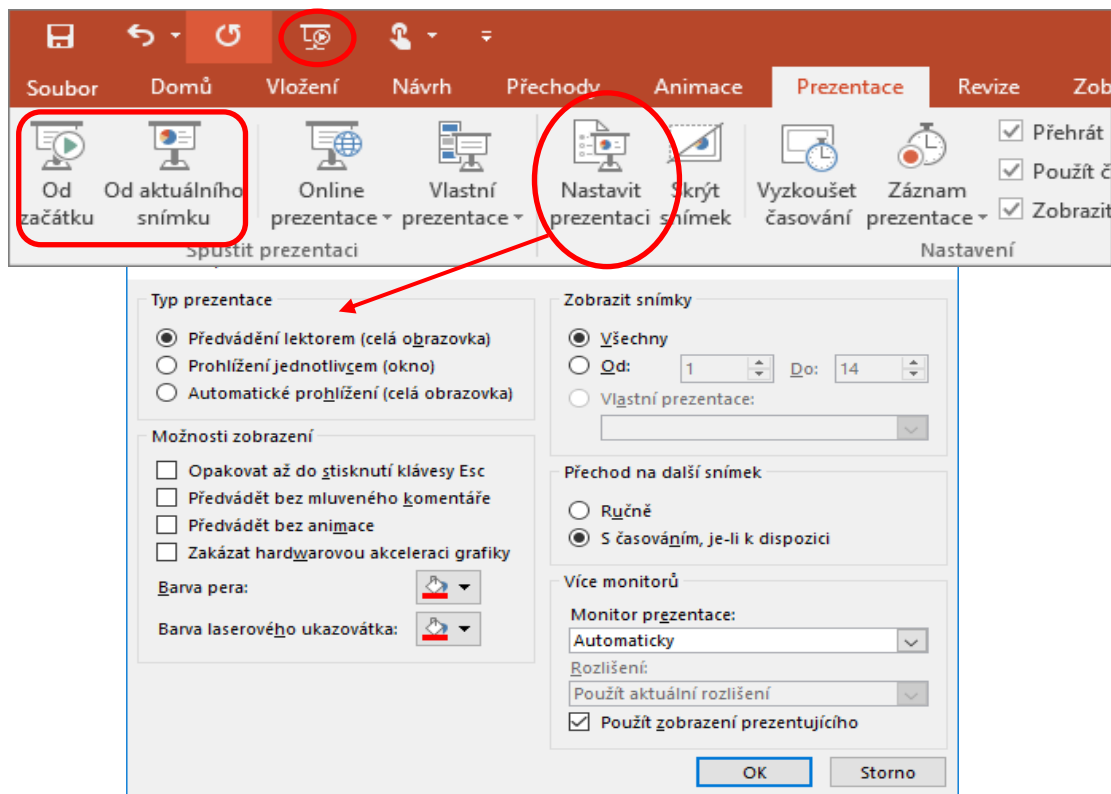 Soubor Domů Vložení Návrh Přechody Animace Prezentace Revize Zob
Od začátku
Od aktuálního snímku
Online prezentace
Vlastní prezentace
Nastavit prezentaci
Skrýt snímek
Vyzkoušet časování
Záznam prezentace
Přehrát
Použít č
Zobrazit
Spustit prezentaci
Nastavení
Typ prezentace
Předvádění lektorem (celá obrazovka)
Prohlížení jednotlivcem (okno)
Automatické prohlížení (celá obrazovka)
Možnosti zobrazení
Opakovat až do stisknutí klávesy Esc
Předvádět bez mluveného komentáře
Předvádět bez animace
Zakázat hardwarovou akceleraci grafiky
Barva pera:
Barva laserového ukazovátka:
Zobrazit snímky
Všechny
Od: 1 Do: 14
Vlastní prezentace:
Přechod na další snímek
Ručně
S časováním, je-li k dispozici
Více monitorů
Monitor prezentace:
Automaticky
Rozlišení:
Použít aktuální rozlišení
Použít zobrazení prezentujícího
OK Storno